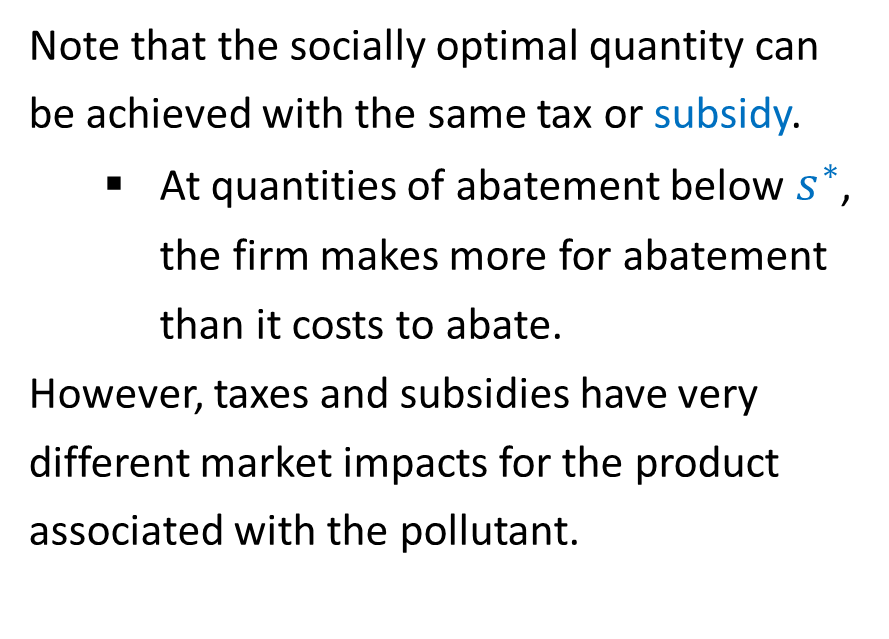 Note that the socially optimal quantity can
be achieved with the same tax or subsidy.
▪ At quantities of abatement below s*,
the firm makes more for abatement
than it costs to abate.
However, taxes and subsidies have very
different market impacts for the product
associated with the pollutant.